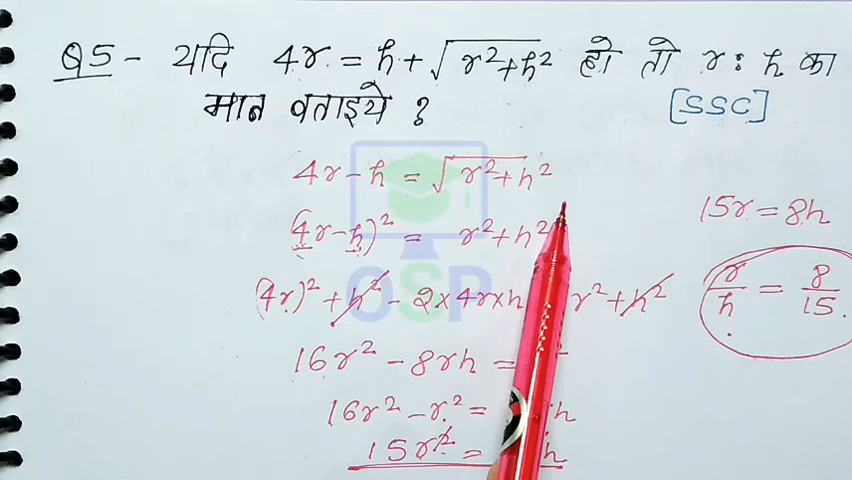 Q5 - यदि 4r = h + √r²+h² हो तो r : h का
मान बताइये ?
[SSC]
4r - h = √r²+h²
(4r - h)² = r²+h²
(4r)² + h² - 2×4r×h r² + h²
16r² - 8rh =
16r² - r² = h
15r² = h
15r = 8h
r/h = 8/15
OSP